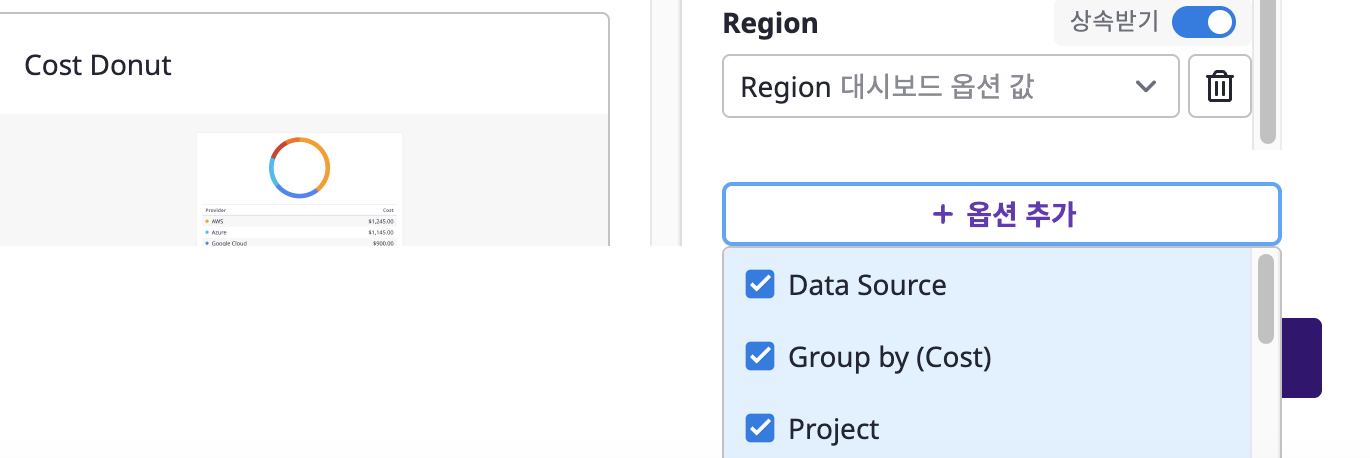 Cost Donut
Provider Cost
AWS $1,245.00
Azure $1,145.00
Google Cloud $900.00
Region 상속받기
Region 대시보드 옵션 값
+ 옵션 추가
Data Source
Group by (Cost)
Project